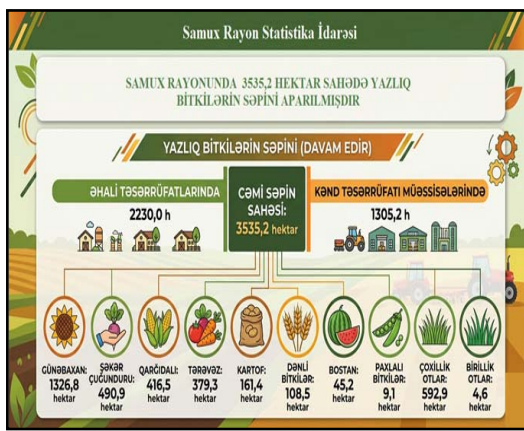 Samux Rayon Statistika İdarəsi
SAMUX RAYONUNDA 3535,2 HEKTAR SAHƏDƏ YAZLIQ
BİTKİLƏRİN SƏPİNİ APARILMIŞDIR
YAZLIQ BİTKİLƏRİN SƏPİNİ (DAVAM EDİR)
ƏHALİ TƏSƏRRÜFATLARINDA
2230,0 h
CƏMİ SƏPİN
SAHƏSİ:
3535,2 hektar
KƏND TƏSƏRRÜFATI MÜƏSSİSƏLƏRİNDƏ
1305,2 h
GÜNƏBAXAN:
1326,8
hektar
ŞƏKƏR
ÇUĞUNDURU:
490,9
hektar
QARĞIDALI:
416,5
hektar
TƏRƏVƏZ:
379,3
hektar
KARTOF:
161,4
hektar
DƏNLİ
BİTKİLƏR:
108,5
hektar
BOSTAN:
45,2
hektar
PAXLALI
BİTKİLƏR:
9,1
hektar
ÇOXİLLİK
OTLAR:
592,9
hektar
BİRİLLİK
OTLAR:
4,6
hektar